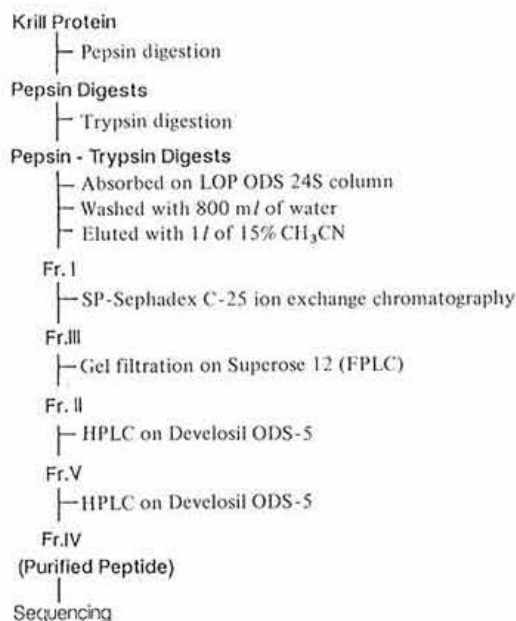 Krill Protein
Pepsin digestion
Pepsin Digests
Trypsin digestion
Pepsin - Trypsin Digests
Absorbed on LOP ODS 24S column
Washed with 800 ml of water
Eluted with 1l of 15% CH₃CN
Fr. I
SP-Sephadex C-25 ion exchange chromatography
Fr.III
Gel filtration on Superose 12 (FPLC)
Fr. II
HPLC on Develosil ODS-5
Fr.V
HPLC on Develosil ODS-5
Fr.IV
(Purified Peptide)
Sequencing